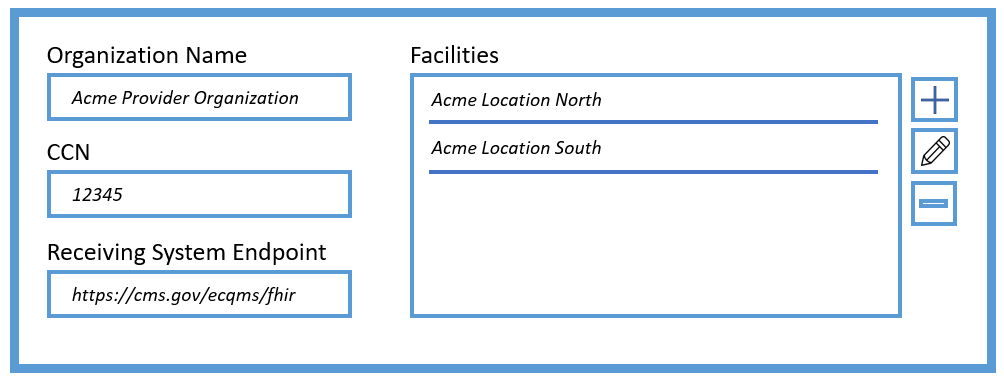 Organization Name
Acme Provider Organization
CCN
12345
Receiving System Endpoint
https://cms.gov/ecqms/fhir
Facilities
Acme Location North
Acme Location South